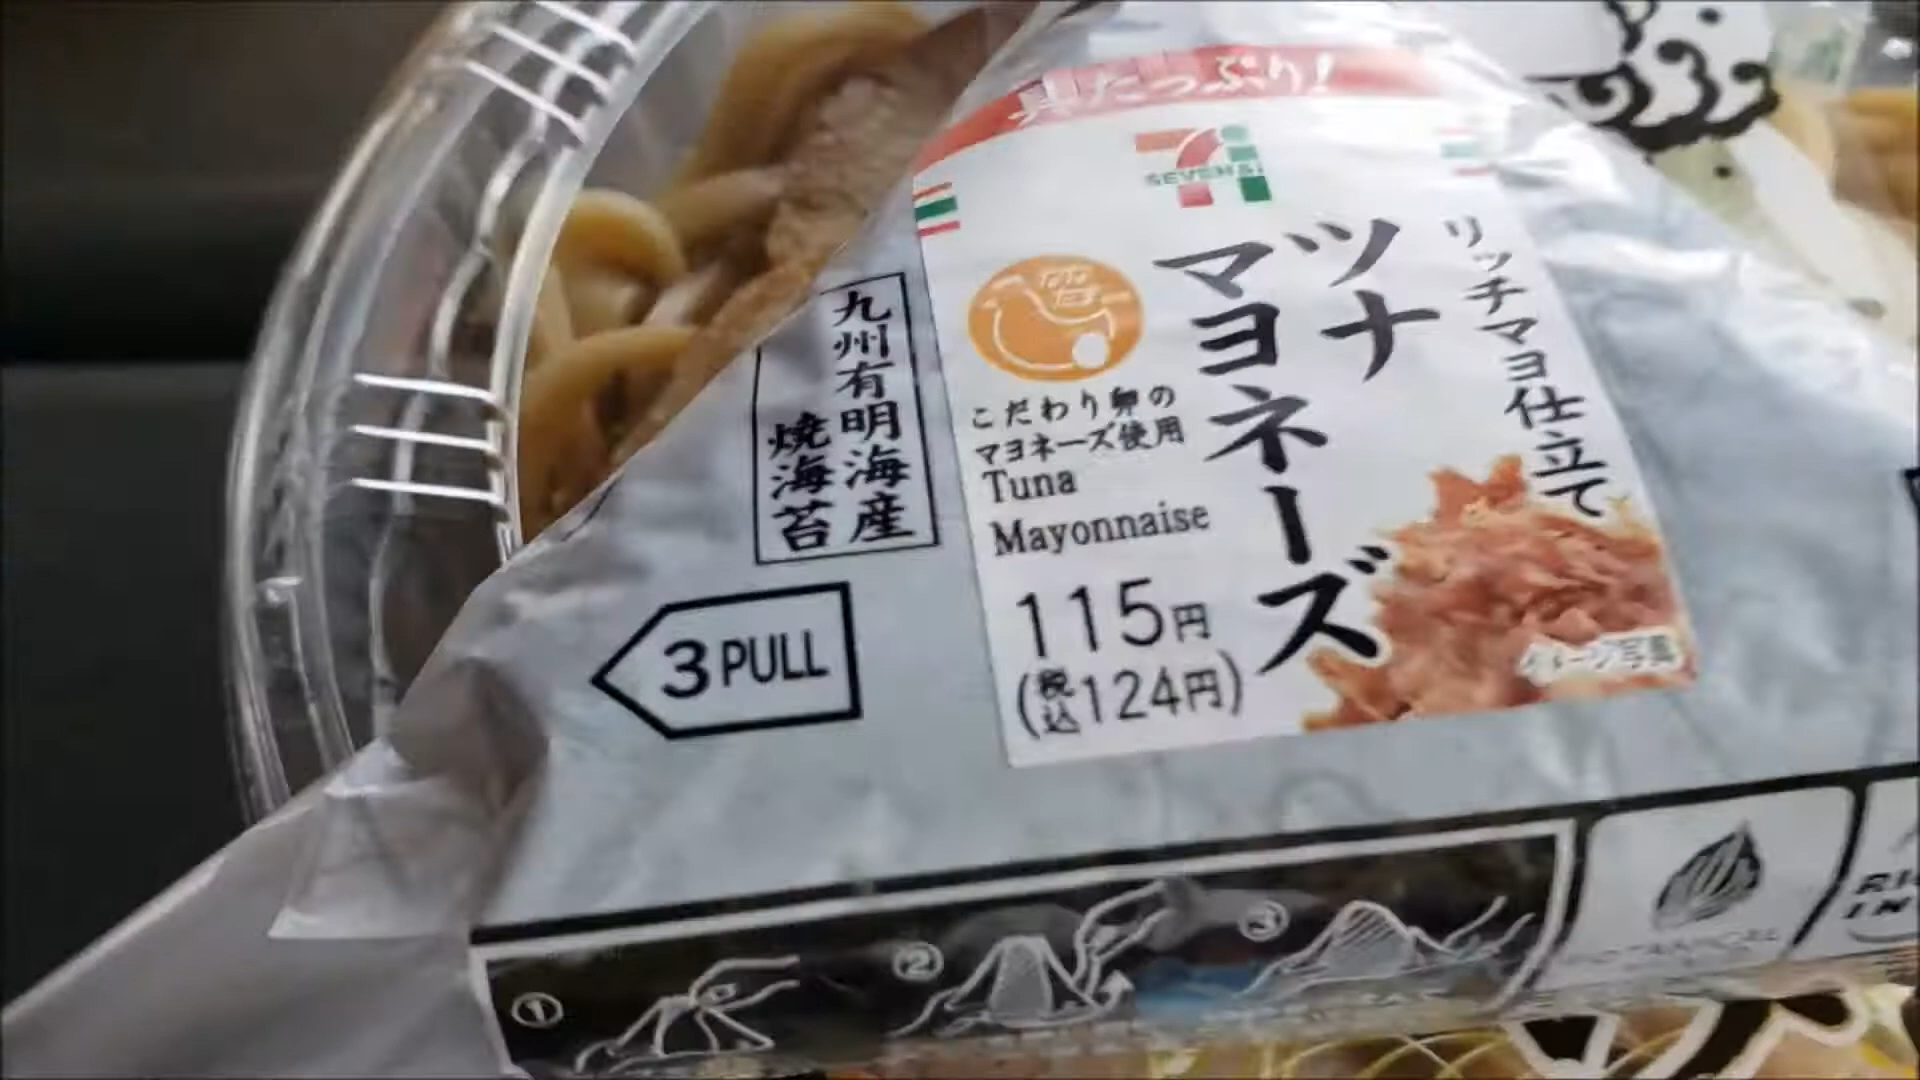 具たっぷり!
リッチマヨ仕立て
ツナ
マヨネーズ
こだわり卵の
マヨネーズ使用
Tuna
Mayonnaise
115円
(税込124円)
イメージ写真
九州有明海産
焼海苔
3 PULL
①
②
③